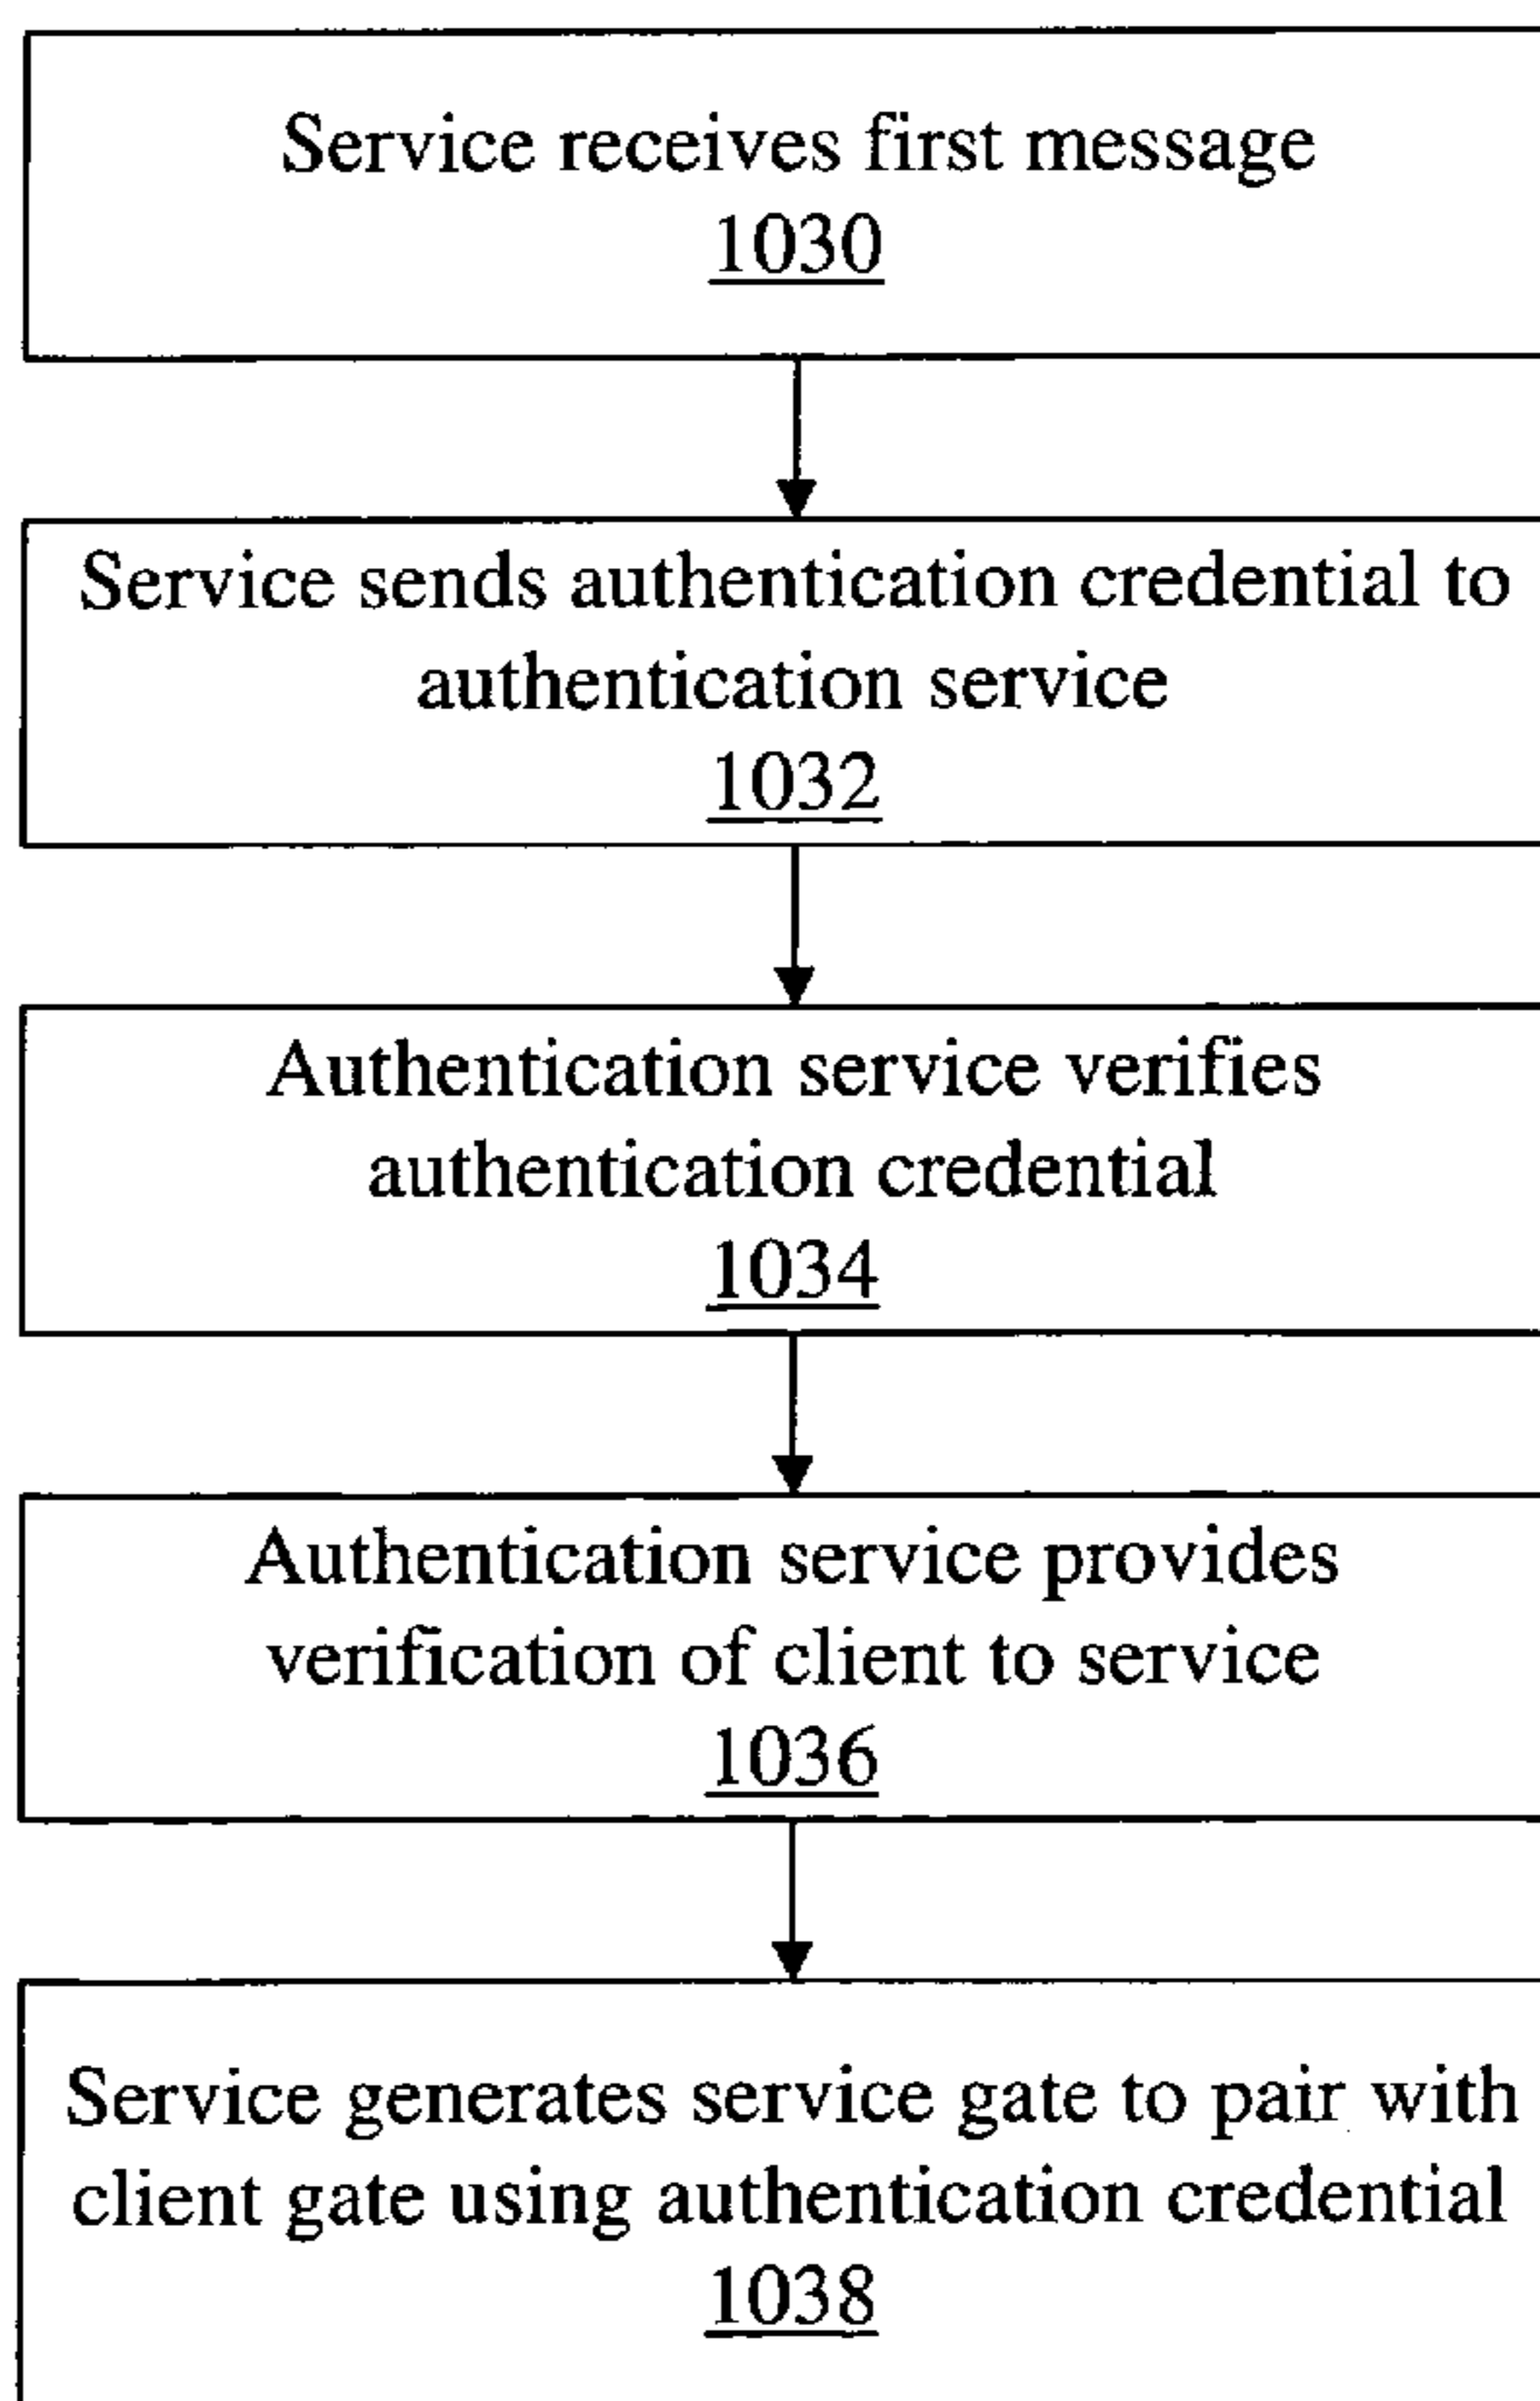 Service receives first message
1030
Service sends authentication credential to
authentication service
1032
Authentication service verifies
authentication credential
1034
Authentication service provides
verification of client to service
1036
Service generates service gate to pair with
client gate using authentication credential
1038